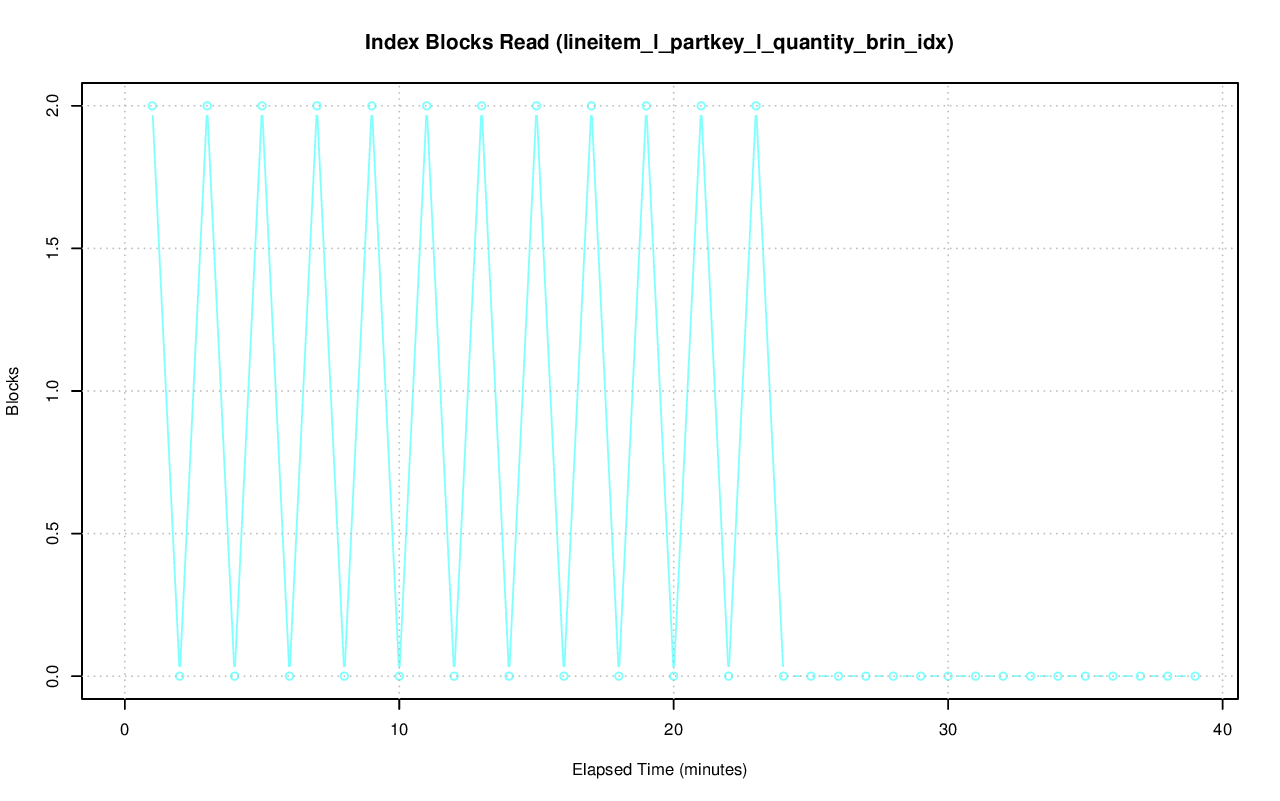 Index Blocks Read (lineitem_l_partkey_l_quantity_brin_idx)
2.0
1.5
1.0
0.5
0.0
Blocks
0 10 20 30 40
Elapsed Time (minutes)